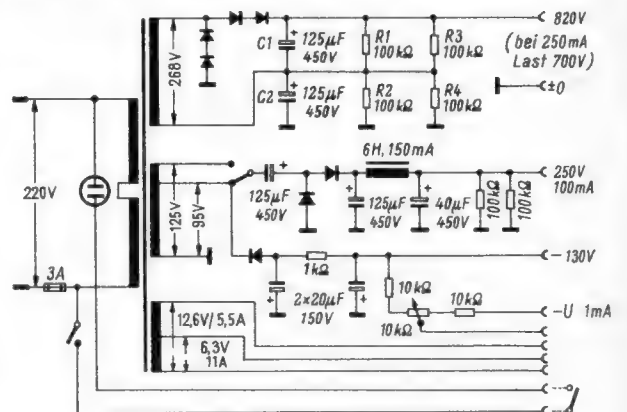 820V
(bei 250mA
Last 700V)
±0
268V
C1
125µF
450V
R1
100kΩ
R3
100kΩ
C2
125µF
450V
R2
100kΩ
R4
100kΩ
6H, 150mA
250V
100mA
220V
125V
95V
125µF
450V
125µF
450V
40µF
450V
100kΩ
100kΩ
-130V
1kΩ
3A
2×20µF
150V
10kΩ
10kΩ
10kΩ
-U 1mA
12,6V/5,5A
6,3V
11A